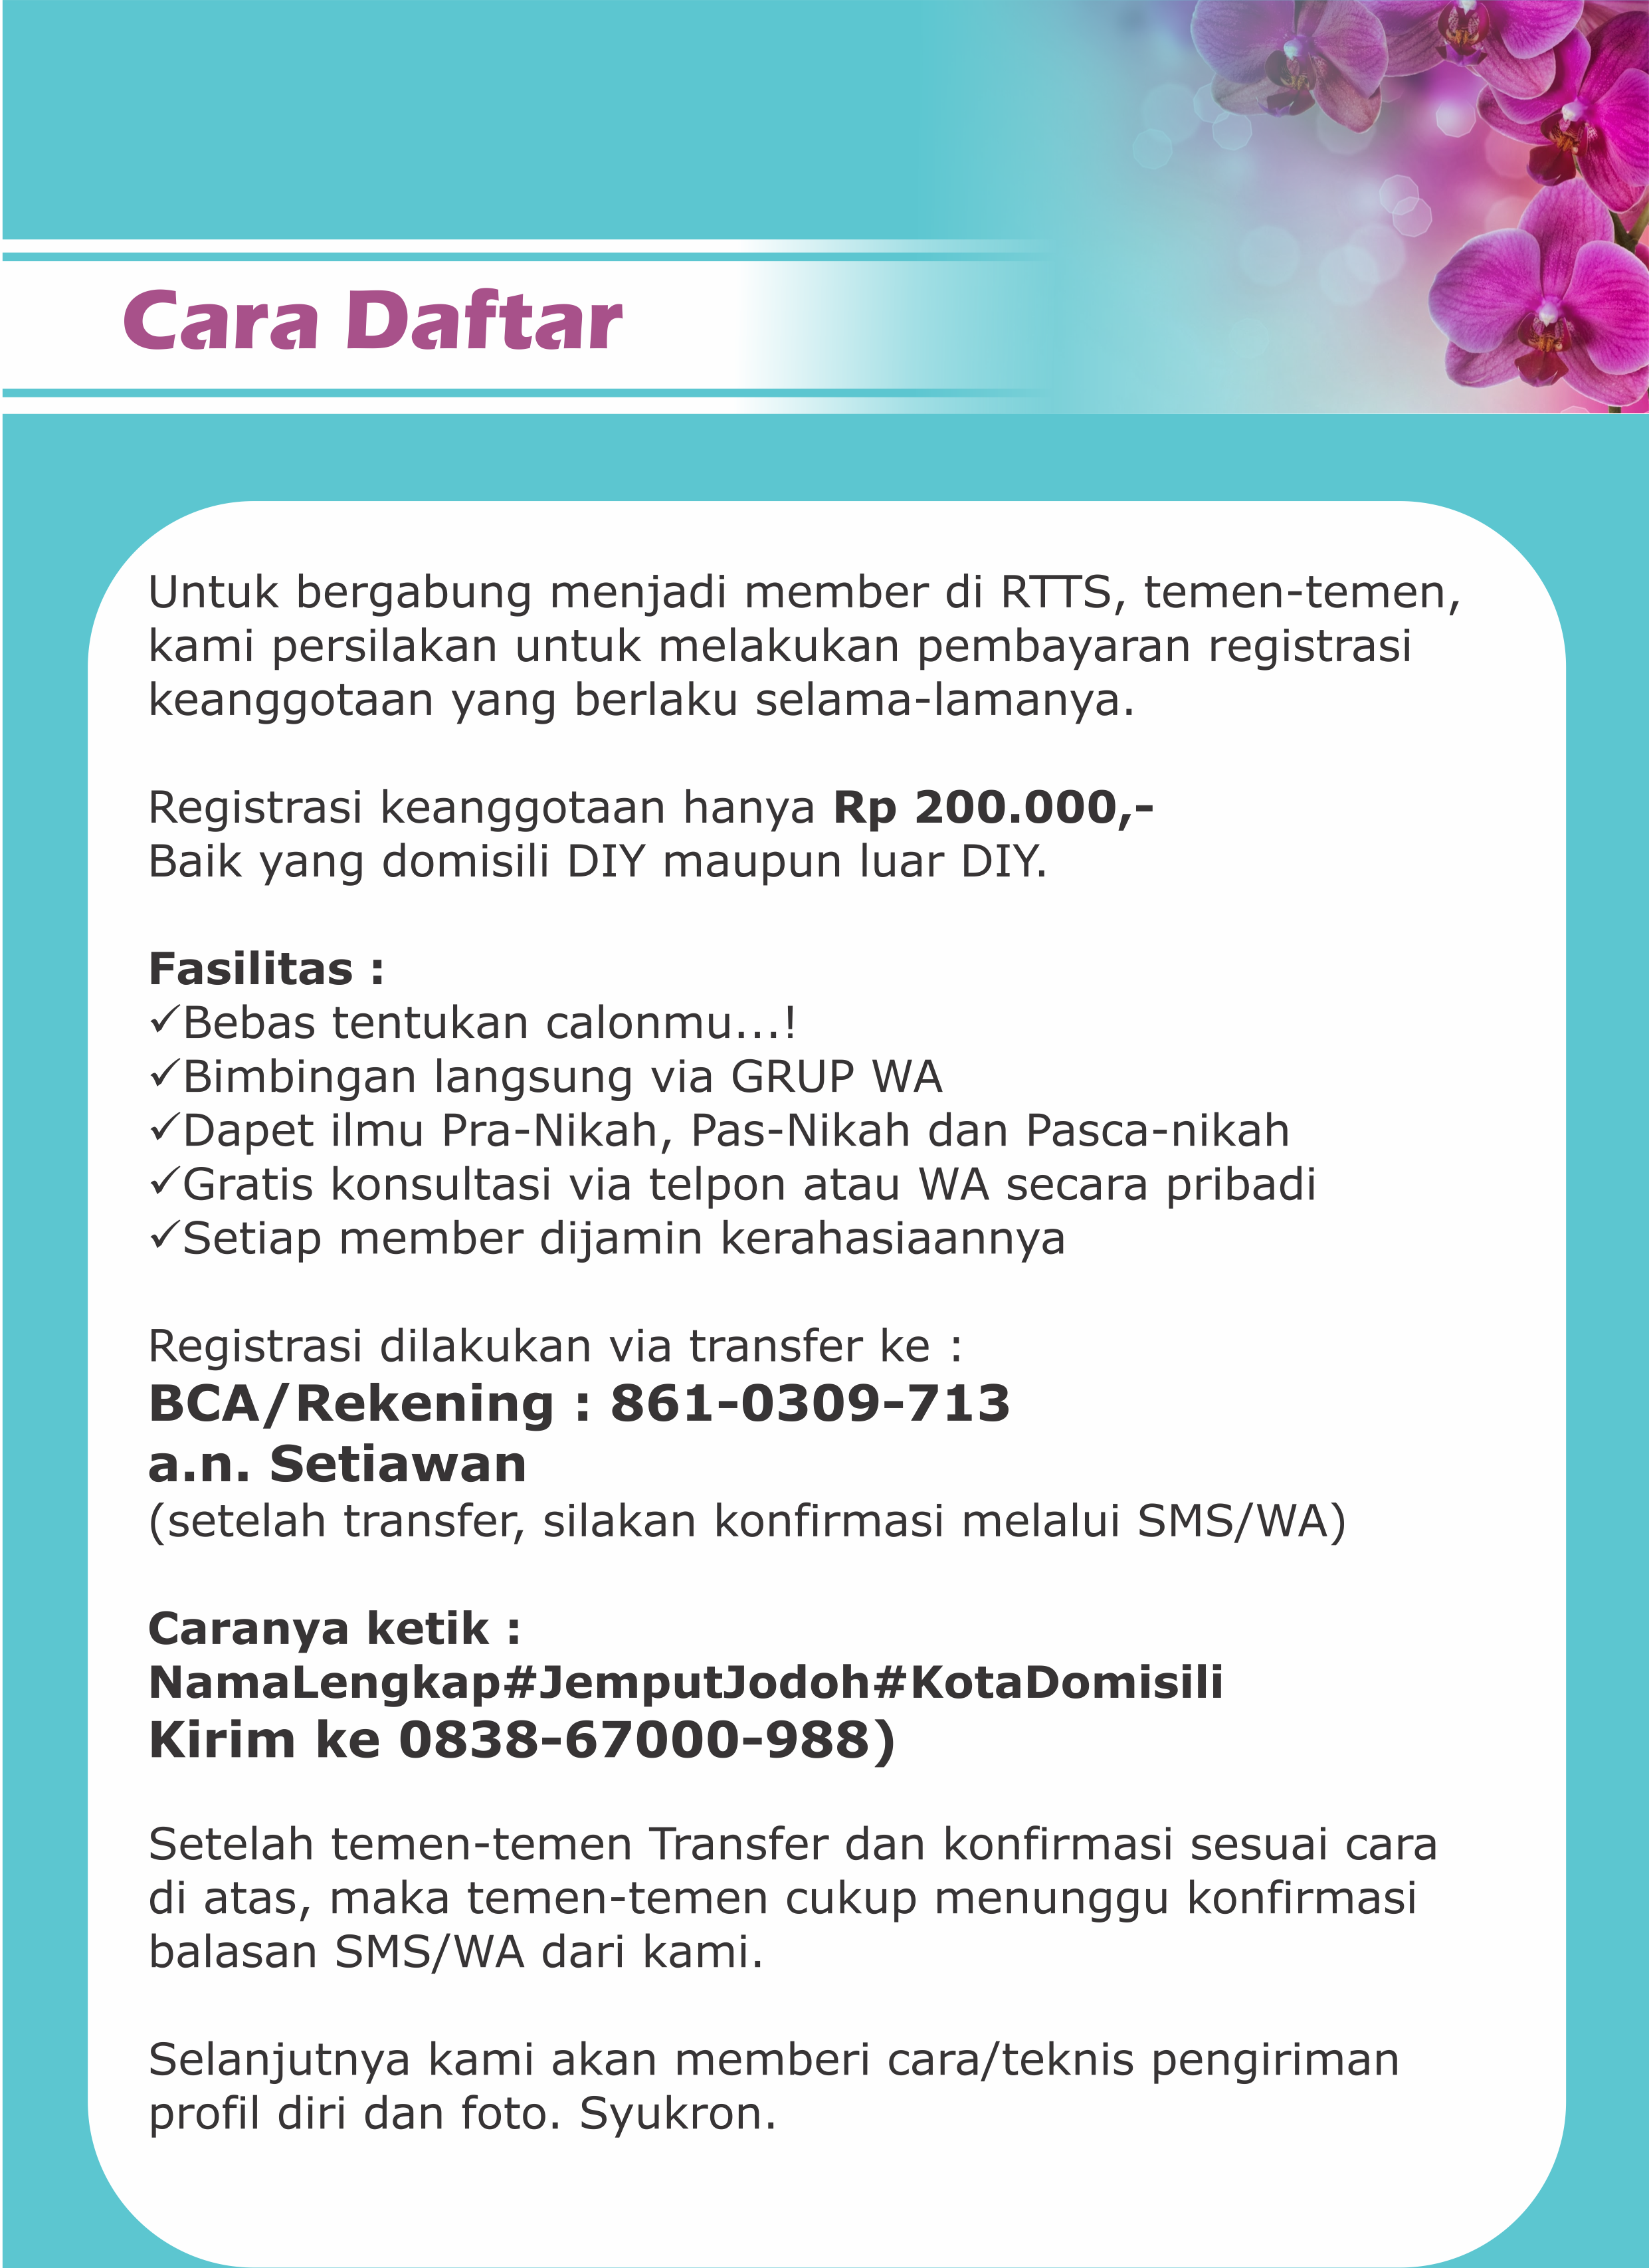 Cara Daftar
Untuk bergabung menjadi member di RTTS, temen-temen,
kami persilakan untuk melakukan pembayaran registrasi
keanggotaan yang berlaku selama-lamanya.
Registrasi keanggotaan hanya Rp 200.000,-
Baik yang domisili DIY maupun luar DIY.
Fasilitas :
✓Bebas tentukan calonmu...!
✓Bimbingan langsung via GRUP WA
✓Dapet ilmu Pra-Nikah, Pas-Nikah dan Pasca-nikah
✓Gratis konsultasi via telpon atau WA secara pribadi
✓Setiap member dijamin kerahasiaannya
Registrasi dilakukan via transfer ke :
BCA/Rekening : 861-0309-713
a.n. Setiawan
(setelah transfer, silakan konfirmasi melalui SMS/WA)
Caranya ketik :
NamaLengkap#JemputJodoh#KotaDomisili
Kirim ke 0838-67000-988)
Setelah temen-temen Transfer dan konfirmasi sesuai cara
di atas, maka temen-temen cukup menunggu konfirmasi
balasan SMS/WA dari kami.
Selanjutnya kami akan memberi cara/teknis pengiriman
profil diri dan foto. Syukron.